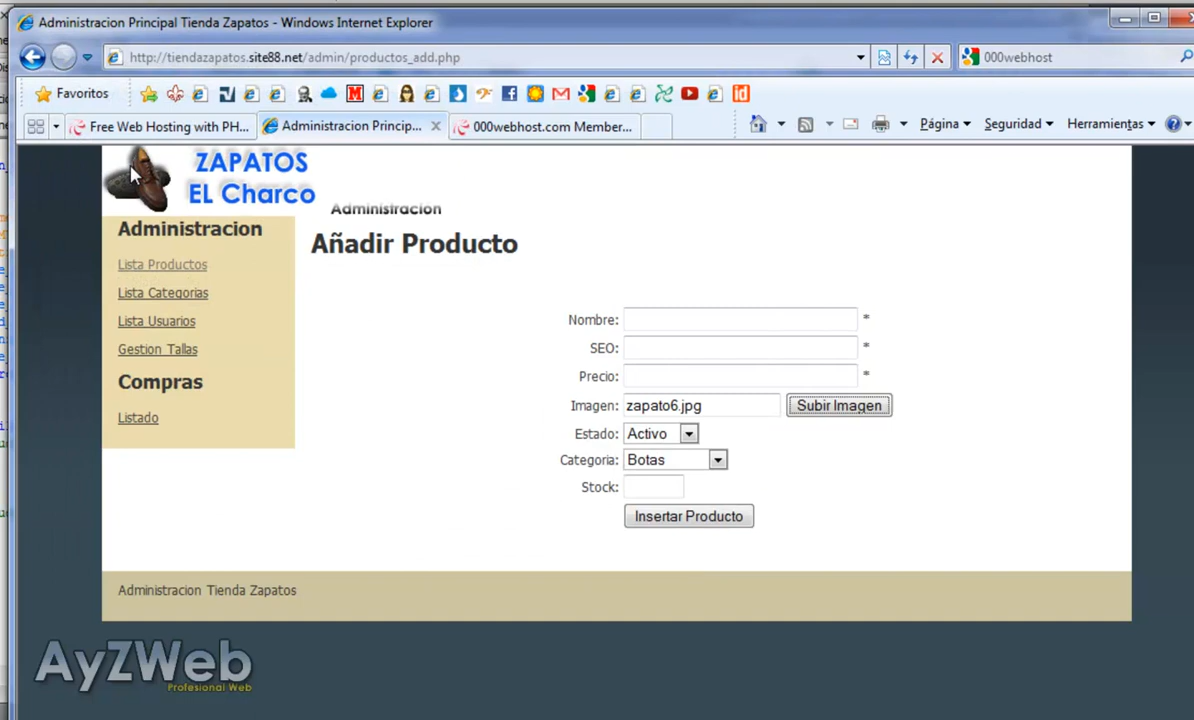 Administracion Principal Tienda Zapatos - Windows Internet Explorer
http://tiendazapatos.site88.net/admin/productos_add.php
000webhost
Favoritos
Free Web Hosting with PH...
Administracion Princip...
000webhost.com Member...
Página
Seguridad
Herramientas
ZAPATOS
EL Charco
Administracion
Administracion
Añadir Producto
Lista Productos
Lista Categorias
Lista Usuarios
Gestion Tallas
Compras
Listado
Nombre: *
SEO: *
Precio: *
Imagen: zapato6.jpg Subir Imagen
Estado: Activo
Categoria: Botas
Stock:
Insertar Producto
Administracion Tienda Zapatos
AyZWeb
Profesional Web